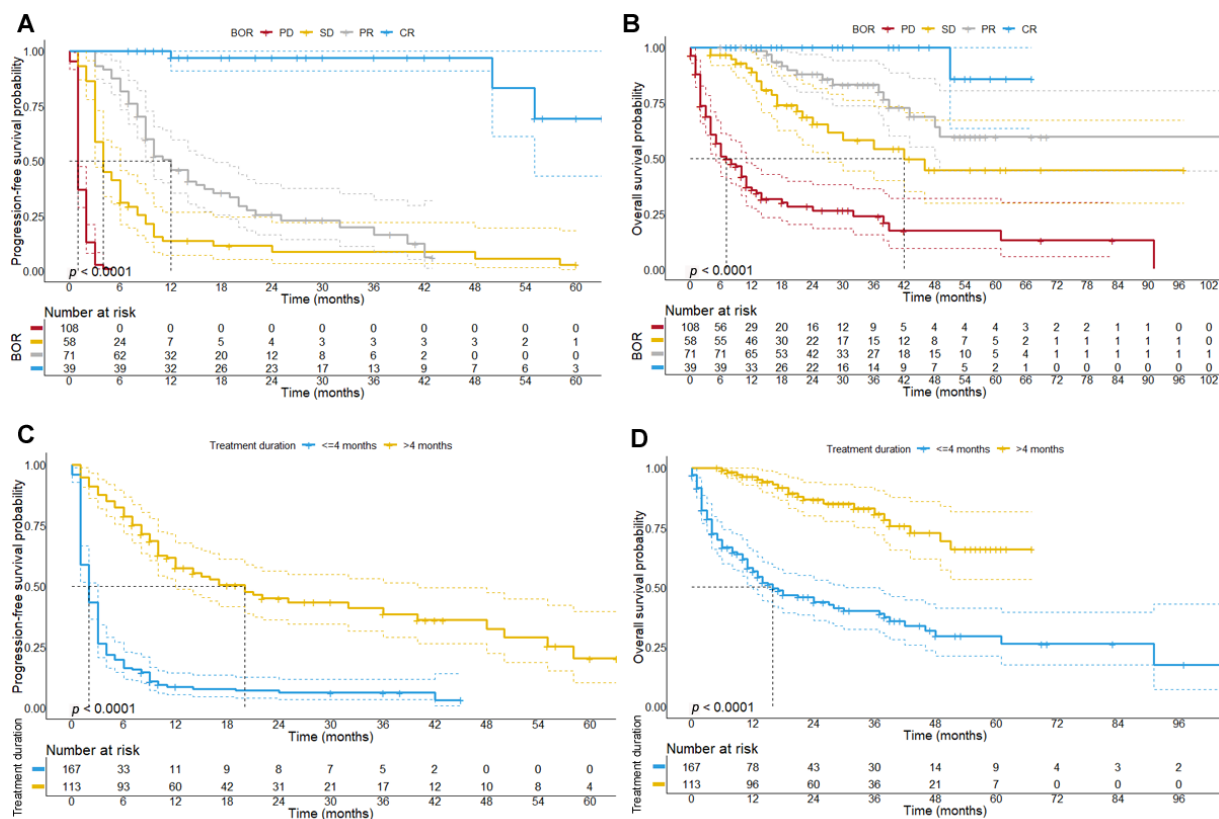 A
BOR PD SD PR CR
Progression-free survival probability
1.00
0.75
0.50
0.25
0.00
p < 0.0001
0 6 12 18 24 30 36 42 48 54 60
Time (months)
Number at risk
BOR
108 0 0 0 0 0 0 0 0 0 0
58 24 7 5 4 3 3 3 3 2 1
71 62 32 20 12 8 6 2 0 0 0
39 39 32 26 23 17 13 9 7 6 3
0 6 12 18 24 30 36 42 48 54 60
Time (months)
B
BOR PD SD PR CR
Overall survival probability
1.00
0.75
0.50
0.25
0.00
p < 0.0001
0 6 12 18 24 30 36 42 48 54 60 66 72 78 84 90 96 102
Time (months)
Number at risk
BOR
108 56 29 20 16 12 9 5 4 4 4 3 2 2 1 1 0 0
58 55 46 30 22 17 15 12 8 7 5 2 1 1 1 1 1 0
71 71 65 53 42 33 27 18 15 10 5 4 1 1 1 1 1 1
39 39 33 26 22 16 14 9 7 5 2 1 0 0 0 0 0 0
0 6 12 18 24 30 36 42 48 54 60 66 72 78 84 90 96 102
Time (months)
C
Treatment duration <=4 months >4 months
Progression-free survival probability
1.00
0.75
0.50
0.25
0.00
p < 0.0001
0 6 12 18 24 30 36 42 48 54 60
Time (months)
Number at risk
Treatment duration
167 33 11 9 8 7 5 2 0 0 0
113 93 60 42 31 21 17 12 10 8 4
0 6 12 18 24 30 36 42 48 54 60
Time (months)
D
Treatment duration <=4 months >4 months
Overall survival probability
1.00
0.75
0.50
0.25
0.00
p < 0.0001
0 12 24 36 48 60 72 84 96
Time (months)
Number at risk
Treatment duration
167 78 43 30 14 9 4 3 2
113 96 60 36 21 7 0 0 0
0 12 24 36 48 60 72 84 96
Time (months)